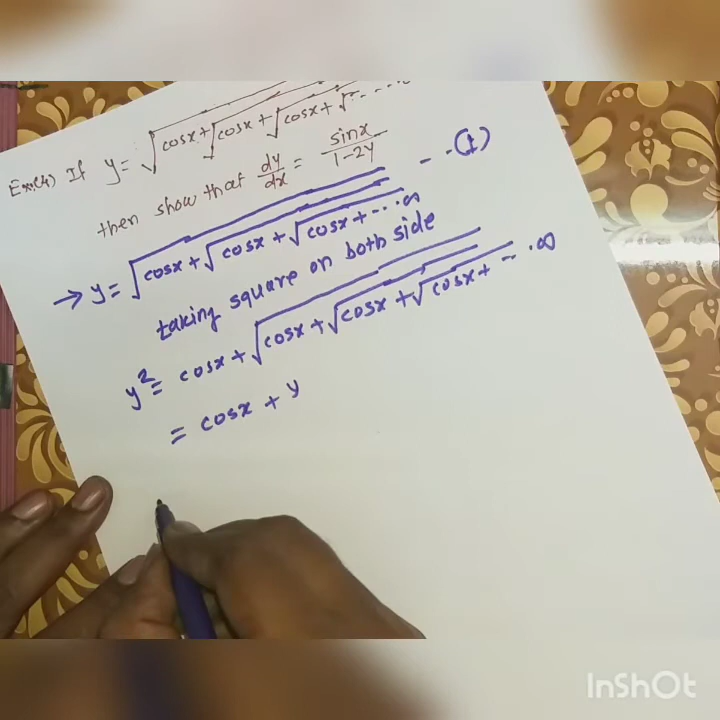 Ex.(4) If y = √cosx + √cosx + √cosx + √- - - - ∞
then show that dy/dx = sinx/1-2y
→ y = √cosx + √cosx + √cosx + - - - ∞ - - -(1)
taking square on both side
y² = cosx + √cosx + √cosx + √cosx + - - - ∞
= cosx + y
InShOt